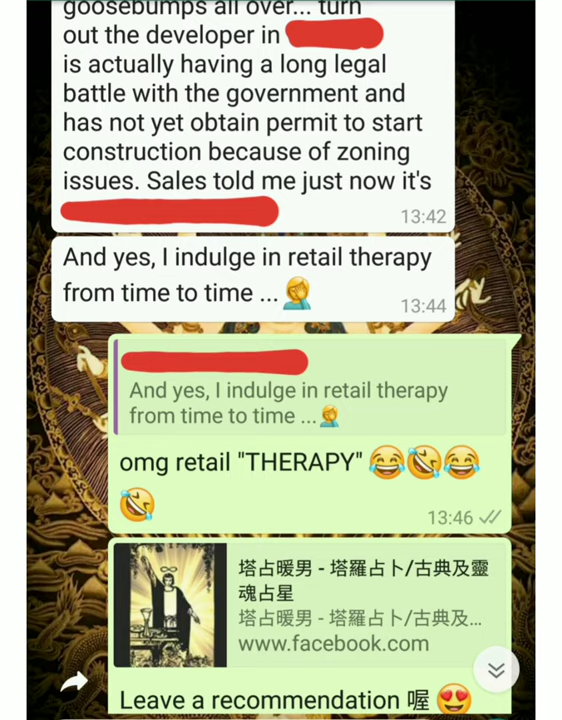 goosebumps all over... turn
out the developer in
is actually having a long legal
battle with the government and
has not yet obtain permit to start
construction because of zoning
issues. Sales told me just now it's
13:42
And yes, I indulge in retail therapy
from time to time ... 🤦
13:44
And yes, I indulge in retail therapy
from time to time ... 🤦
omg retail "THERAPY" 😂🤣😂
🤣
13:46
塔占暖男 - 塔羅占卜/古典及靈
魂占星
塔占暖男 - 塔羅占卜/古典及...
www.facebook.com
Leave a recommendation 喔 😍